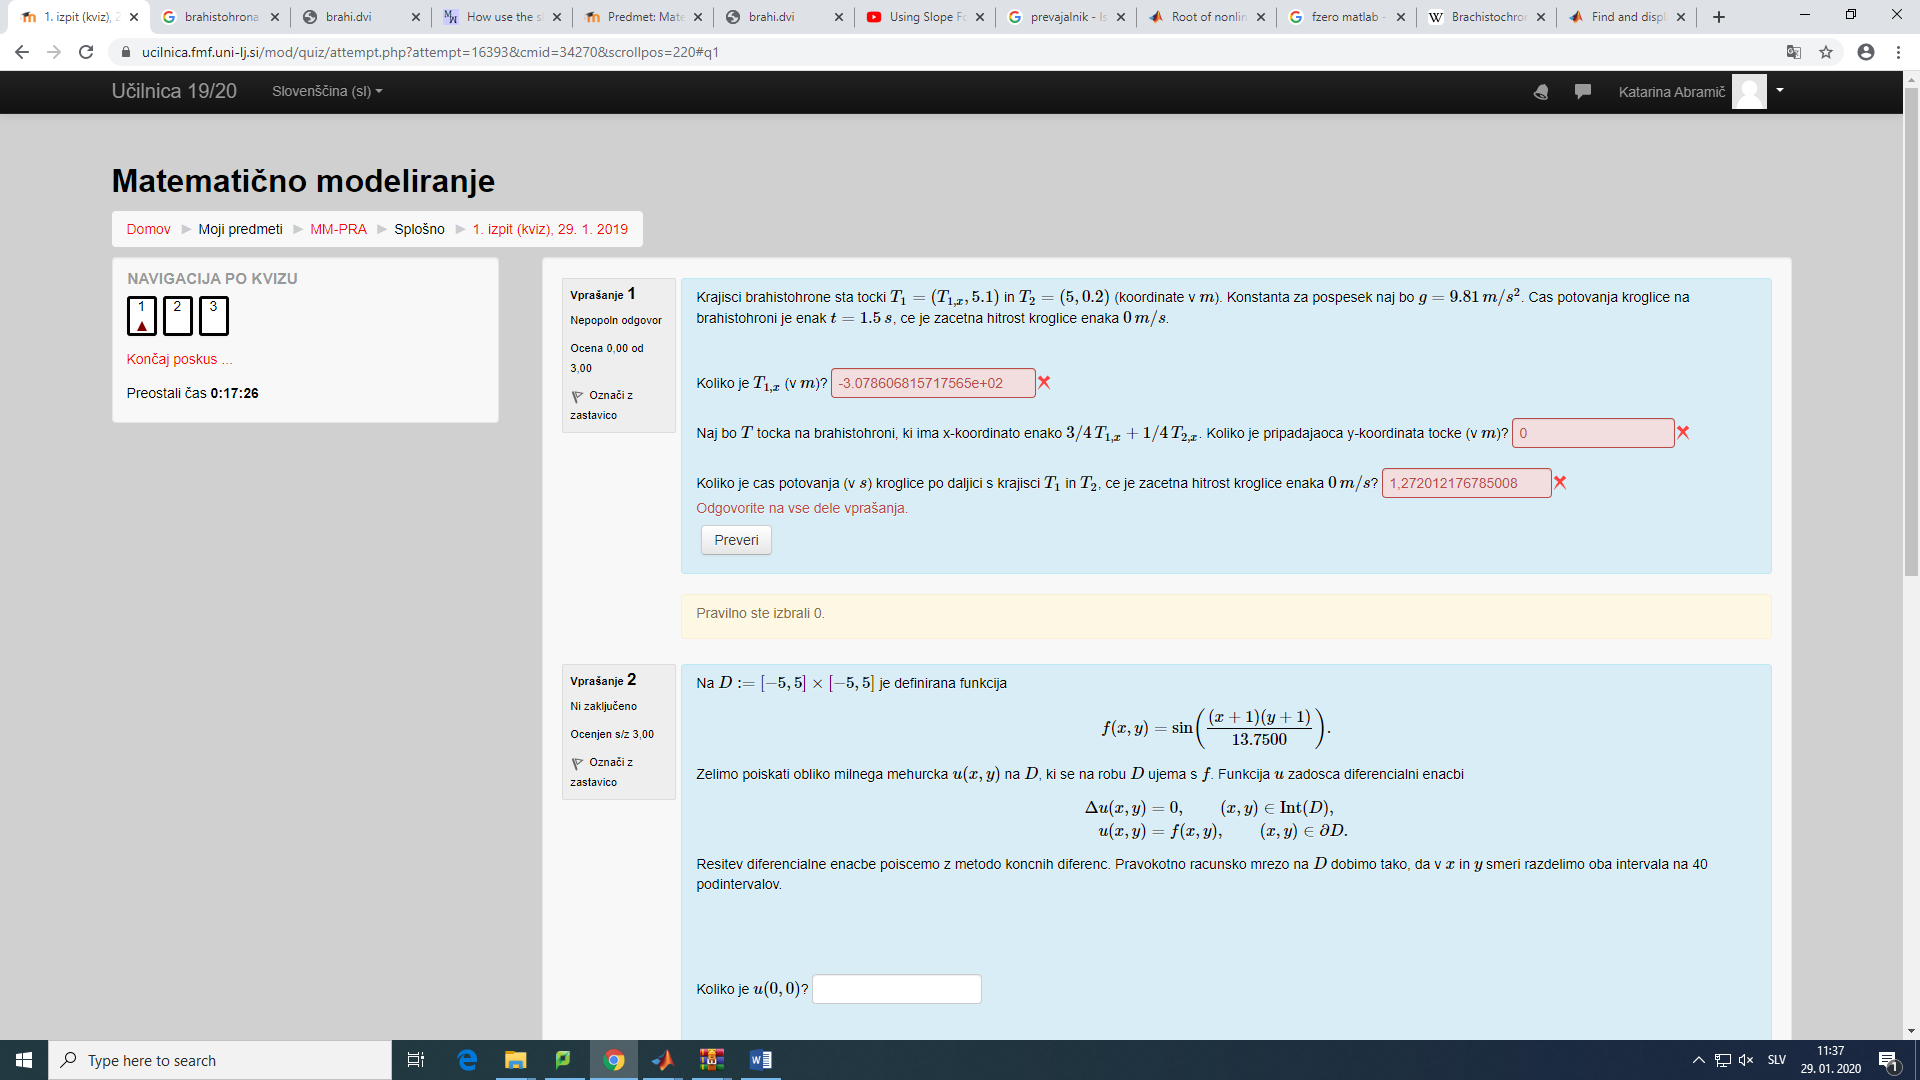 1. izpit (kviz), 2
brahistohrona
brahi.dvi
How use the s
Predmet: Mate
brahi.dvi
Using Slope Fo
prevajalnik - Is
Root of nonlin
fzero matlab -
Brachistochro
Find and displ
ucilnica.fmf.uni-lj.si/mod/quiz/attempt.php?attempt=16393&cmid=34270&scrollpos=220#q1
Učilnica 19/20
Slovenščina (sl)
Katarina Abramič
Matematično modeliranje
Domov ► Moji predmeti ► MM-PRA ► Splošno ► 1. izpit (kviz), 29. 1. 2019
NAVIGACIJA PO KVIZU
1 2 3
Končaj poskus ...
Preostali čas 0:17:26
Vprašanje 1
Nepopoln odgovor
Ocena 0,00 od
3,00
Označi z
zastavico
Krajisci brahistohrone sta tocki T₁ = (T₁,ₓ, 5.1) in T₂ = (5, 0.2) (koordinate v m). Konstanta za pospesek naj bo g = 9.81 m/s². Cas potovanja kroglice na
brahistohroni je enak t = 1.5 s, ce je zacetna hitrost kroglice enaka 0 m/s.
Koliko je T₁,ₓ (v m)? -3.078606815717565e+02
Naj bo T tocka na brahistohroni, ki ima x-koordinato enako 3/4 T₁,ₓ + 1/4 T₂,ₓ. Koliko je pripadajaoca y-koordinata tocke (v m)? 0
Koliko je cas potovanja (v s) kroglice po daljici s krajisci T₁ in T₂, ce je zacetna hitrost kroglice enaka 0 m/s? 1,272012176785008
Odgovorite na vse dele vprašanja.
Preveri
Pravilno ste izbrali 0.
Vprašanje 2
Ni zaključeno
Ocenjen s/z 3,00
Označi z
zastavico
Na D := [−5, 5] × [−5, 5] je definirana funkcija
f(x, y) = sin((x + 1)(y + 1) / 13.7500).
Zelimo poiskati obliko milnega mehurcka u(x, y) na D, ki se na robu D ujema s f. Funkcija u zadosca diferencialni enacbi
Δu(x, y) = 0, (x, y) ∈ Int(D),
u(x, y) = f(x, y), (x, y) ∈ ∂D.
Resitev diferencialne enacbe poiscemo z metodo koncnih diferenc. Pravokotno racunsko mrezo na D dobimo tako, da v x in y smeri razdelimo oba intervala na 40
podintervalov.
Koliko je u(0, 0)?
Type here to search
SLV
11:37
29. 01. 2020
1